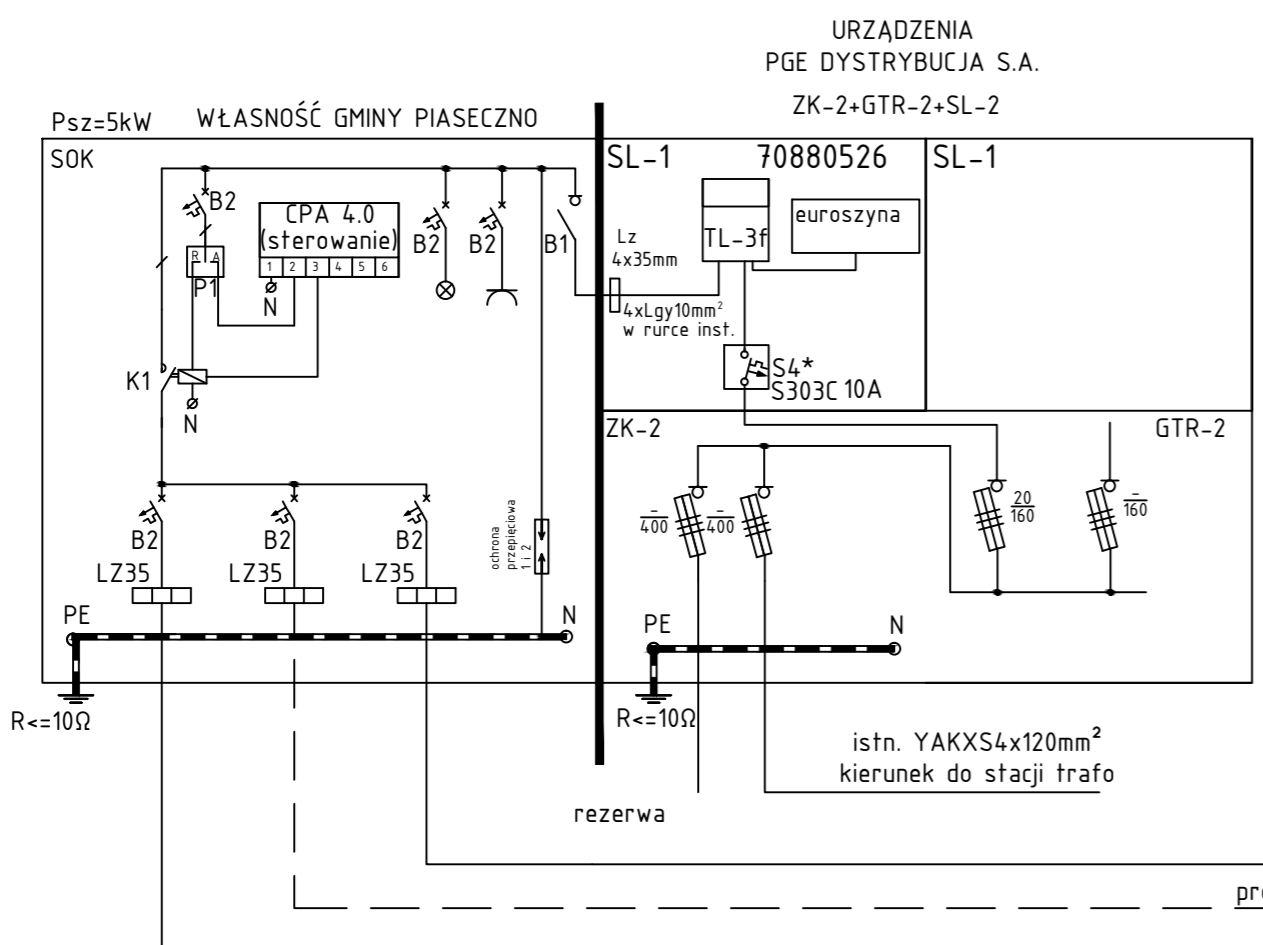 URZĄDZENIA
PGE DYSTRYBUCJA S.A.
ZK-2+GTR-2+SL-2
Psz=5kW
WŁASNOŚĆ GMINY PIASECZNO
SOK
SL-1
70880526
SL-1
B2
CPA 4.0
(sterowanie)
1 2 3 4 5 6
R A
P1
N
B2
B2
B1
Lz
4x35mm
4xLgy10mm²
w rurce inst.
TL-3f
euroszyna
K1
N
S4*
S303C 10A
ZK-2
GTR-2
-
400
-
400
20
160
-
160
B2
B2
B2
ochrona
przepięciowa
1 i 2
LZ35
LZ35
LZ35
PE
N
PE
N
R<=10Ω
R<=10Ω
istn. YAKXS4x120mm²
kierunek do stacji trafo
rezerwa